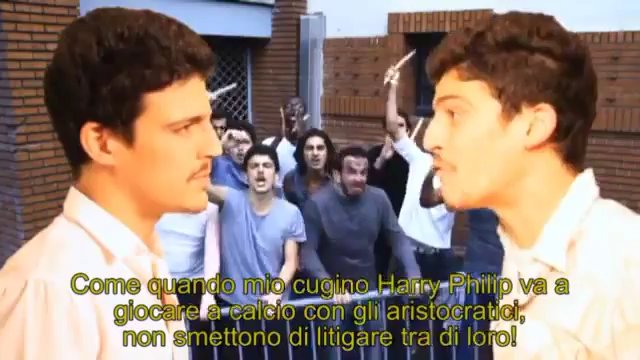 Come quando mio cugino Harry Philip va a
giocare a calcio con gli aristocratici,
non smettono di litigare tra di loro!